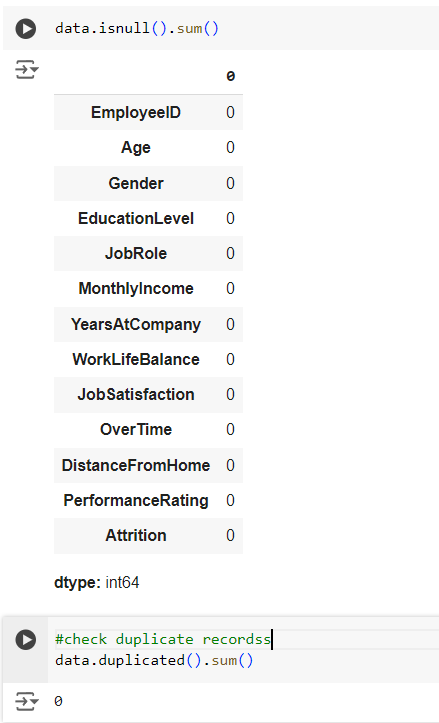 data.isnull().sum()
0
EmployeeID 0
Age 0
Gender 0
EducationLevel 0
JobRole 0
MonthlyIncome 0
YearsAtCompany 0
WorkLifeBalance 0
JobSatisfaction 0
OverTime 0
DistanceFromHome 0
PerformanceRating 0
Attrition 0
dtype: int64
#check duplicate recordss
data.duplicated().sum()
0